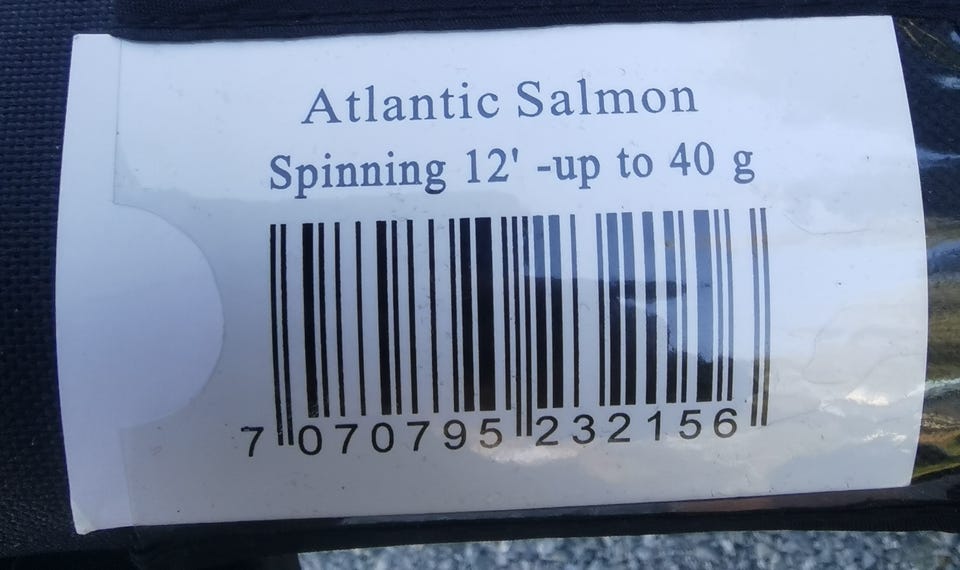 Atlantic Salmon
Spinning 12' -up to 40 g
7 070795 232156